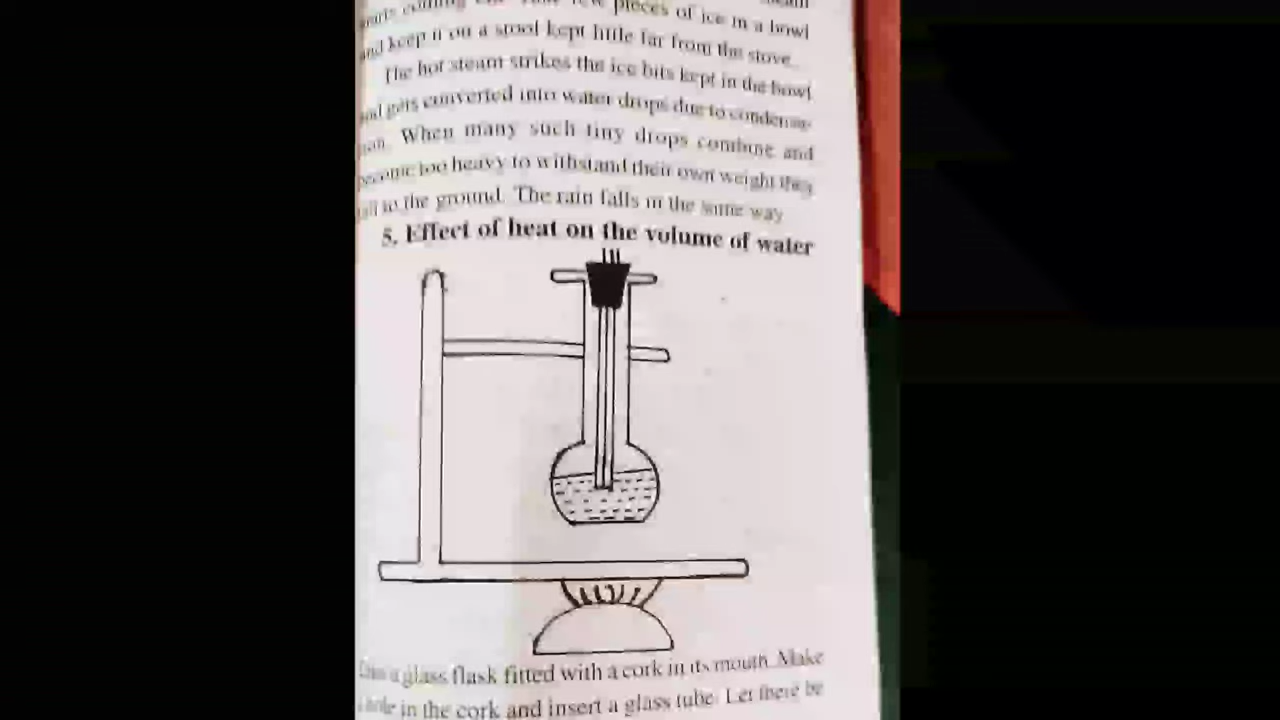 pieces of ice in a bowl
and keep it on a stool kept little far from the stove.
The hot steam strikes the ice bits kept in the bowl
and gets converted into water drops due to condensa-
When many such tiny drops combine and
become too heavy to withstand their own weight they
fall to the ground. The rain falls in the same way
5. Effect of heat on the volume of water
a glass flask fitted with a cork in its mouth. Make
a hole in the cork and insert a glass tube. Let there be